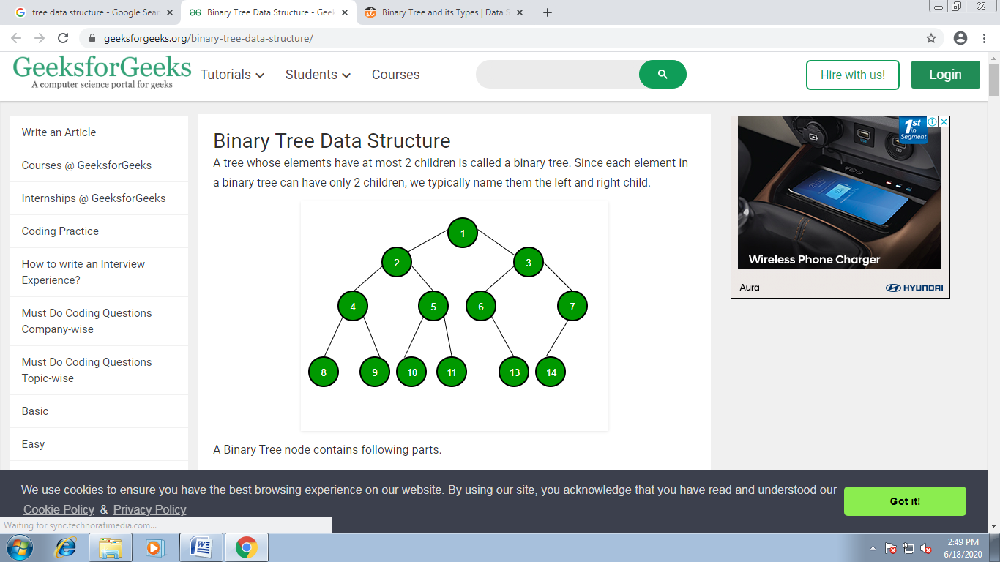 tree data structure - Google Sear
Binary Tree Data Structure - Geek
Binary Tree and its Types | Data S
geeksforgeeks.org/binary-tree-data-structure/
GeeksforGeeks
A computer science portal for geeks
Tutorials
Students
Courses
Hire with us!
Login
Write an Article
Courses @ GeeksforGeeks
Internships @ GeeksforGeeks
Coding Practice
How to write an Interview
Experience?
Must Do Coding Questions
Company-wise
Must Do Coding Questions
Topic-wise
Basic
Easy
Binary Tree Data Structure
A tree whose elements have at most 2 children is called a binary tree. Since each element in
a binary tree can have only 2 children, we typically name them the left and right child.
1
2 3
4 5 6 7
8 9 10 11 13 14
A Binary Tree node contains following parts.
1st
in
Segment
Wireless Phone Charger
Aura
HYUNDAI
We use cookies to ensure you have the best browsing experience on our website. By using our site, you acknowledge that you have read and understood our
Cookie Policy & Privacy Policy
Got it!
Waiting for sync.technoratimedia.com...
2:49 PM
6/18/2020